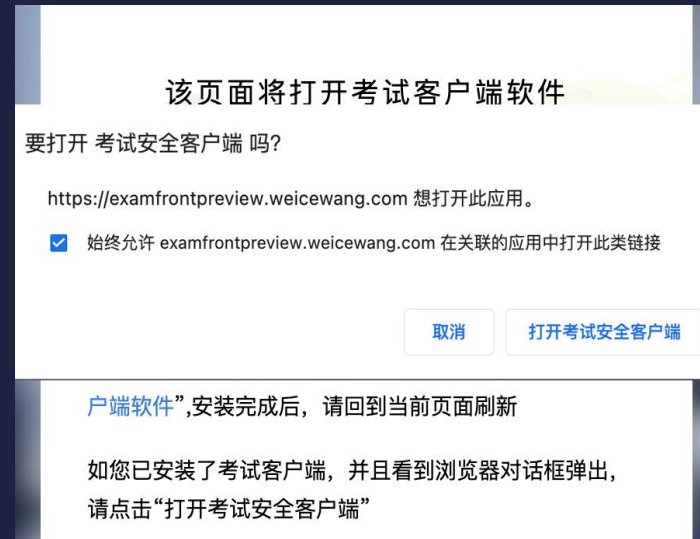 该页面将打开考试客户端软件
要打开 考试安全客户端 吗?
https://examfrontpreview.weicewang.com 想打开此应用。
始终允许 examfrontpreview.weicewang.com 在关联的应用中打开此类链接
取消
打开考试安全客户端
户端软件”,安装完成后，请回到当前页面刷新
如您已安装了考试客户端，并且看到浏览器对话框弹出，
请点击“打开考试安全客户端”